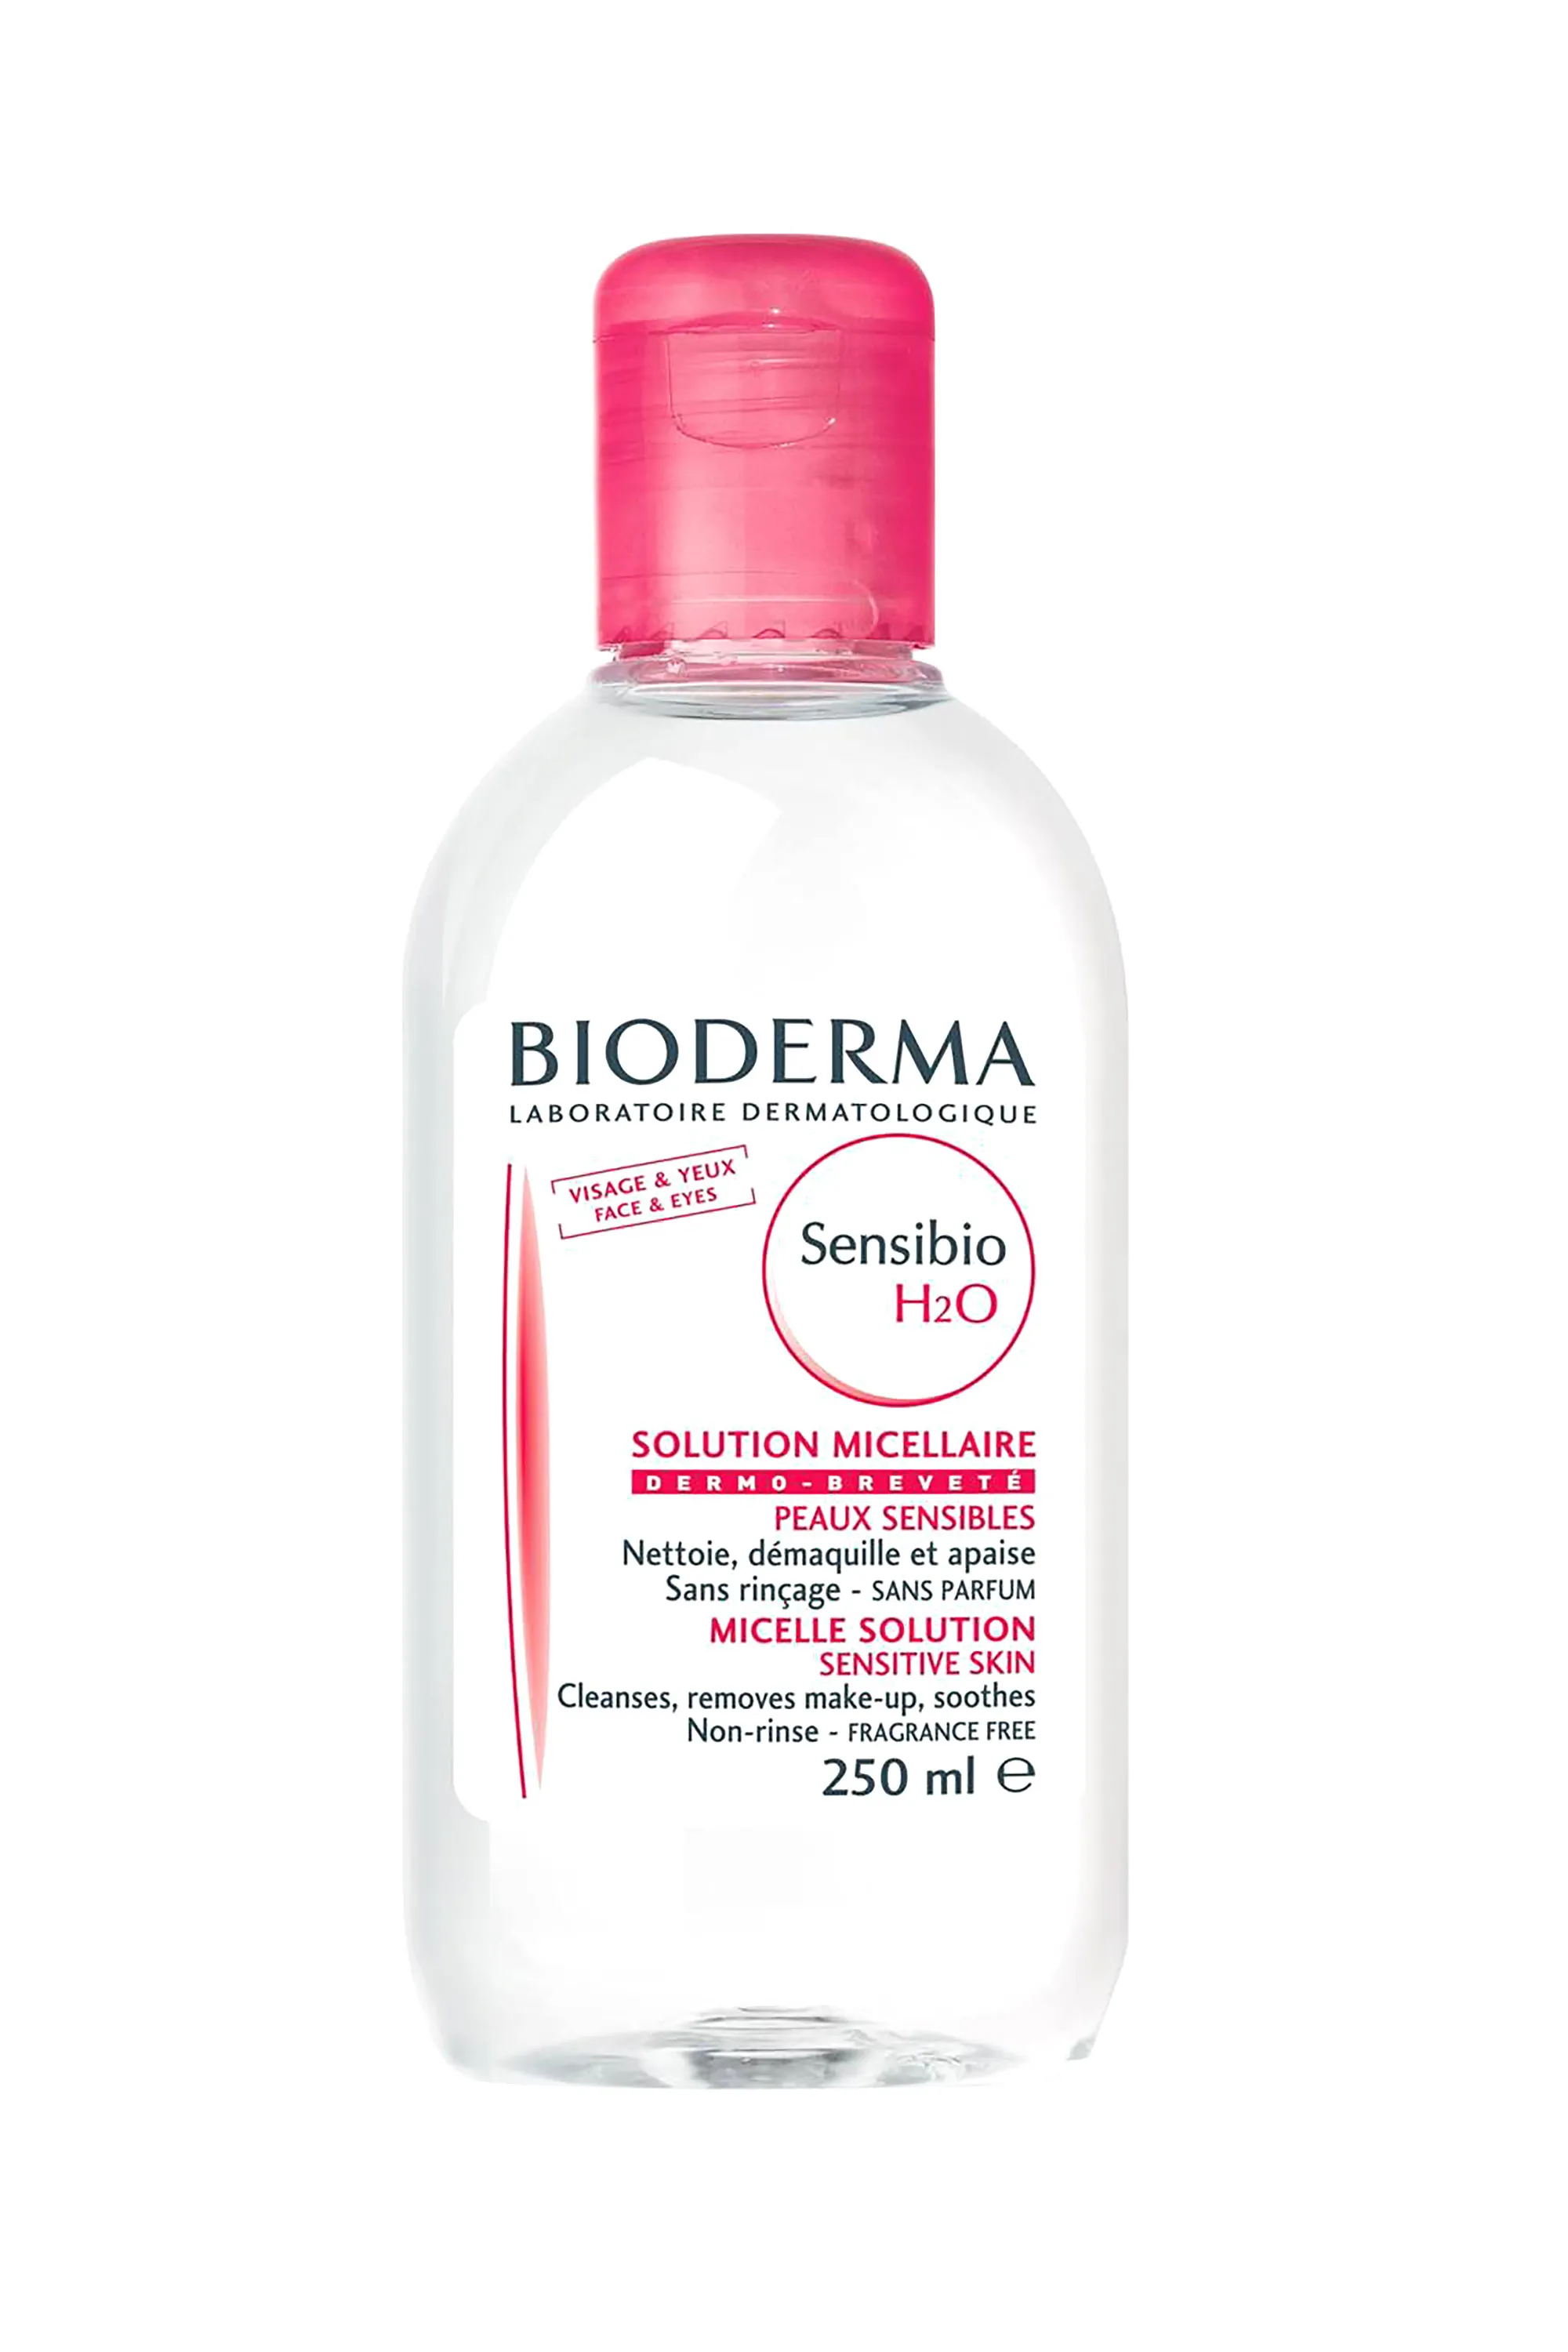 BIODERMA
LABORATOIRE DERMATOLOGIQUE
VISAGE & YEUX
FACE & EYES
Sensibio
H2O
SOLUTION MICELLAIRE
DERMO-BREVETÉ
PEAUX SENSIBLES
Nettoie, démaquille et apaise
Sans rinçage - SANS PARFUM
MICELLE SOLUTION
SENSITIVE SKIN
Cleanses, removes make-up, soothes
Non-rinse - FRAGRANCE FREE
250 ml ℮